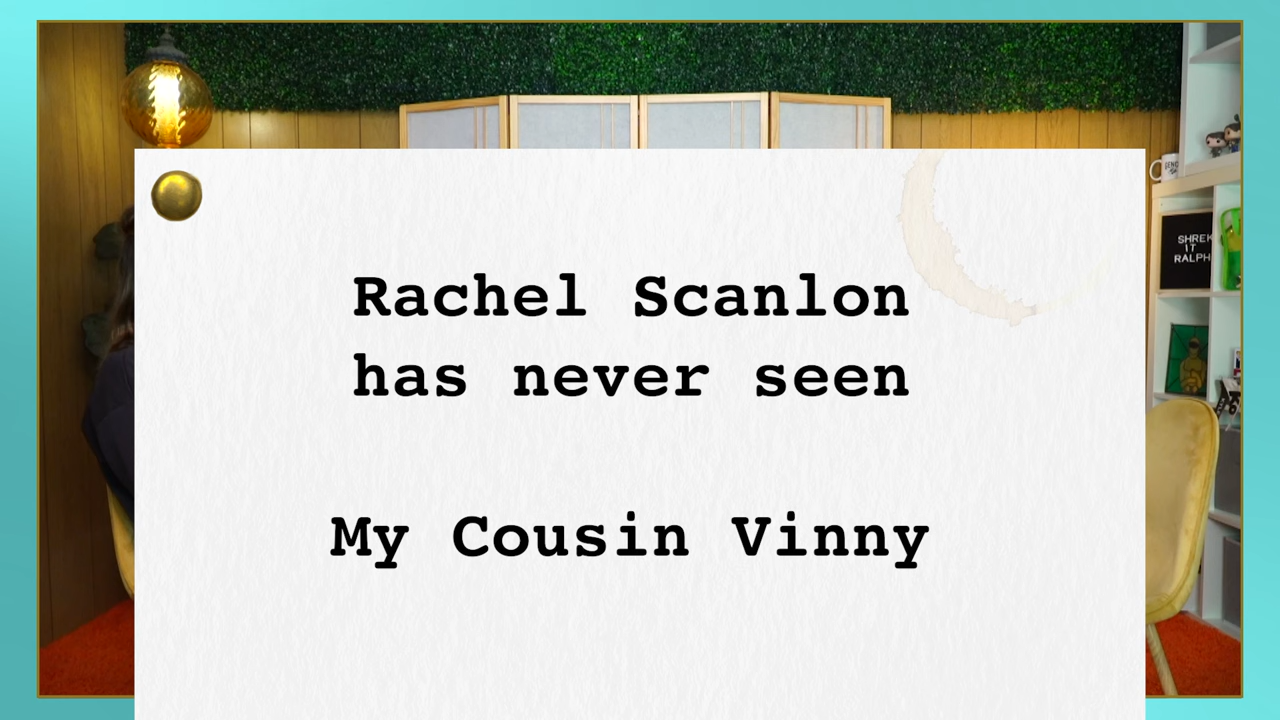 Rachel Scanlon
has never seen
My Cousin Vinny
SHREK
IT
RALPH